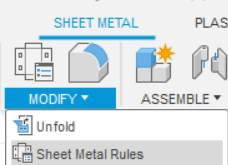 SHEET METAL PLAS
MODIFY ▾ ASSEMBLE ▾
Unfold
Sheet Metal Rules